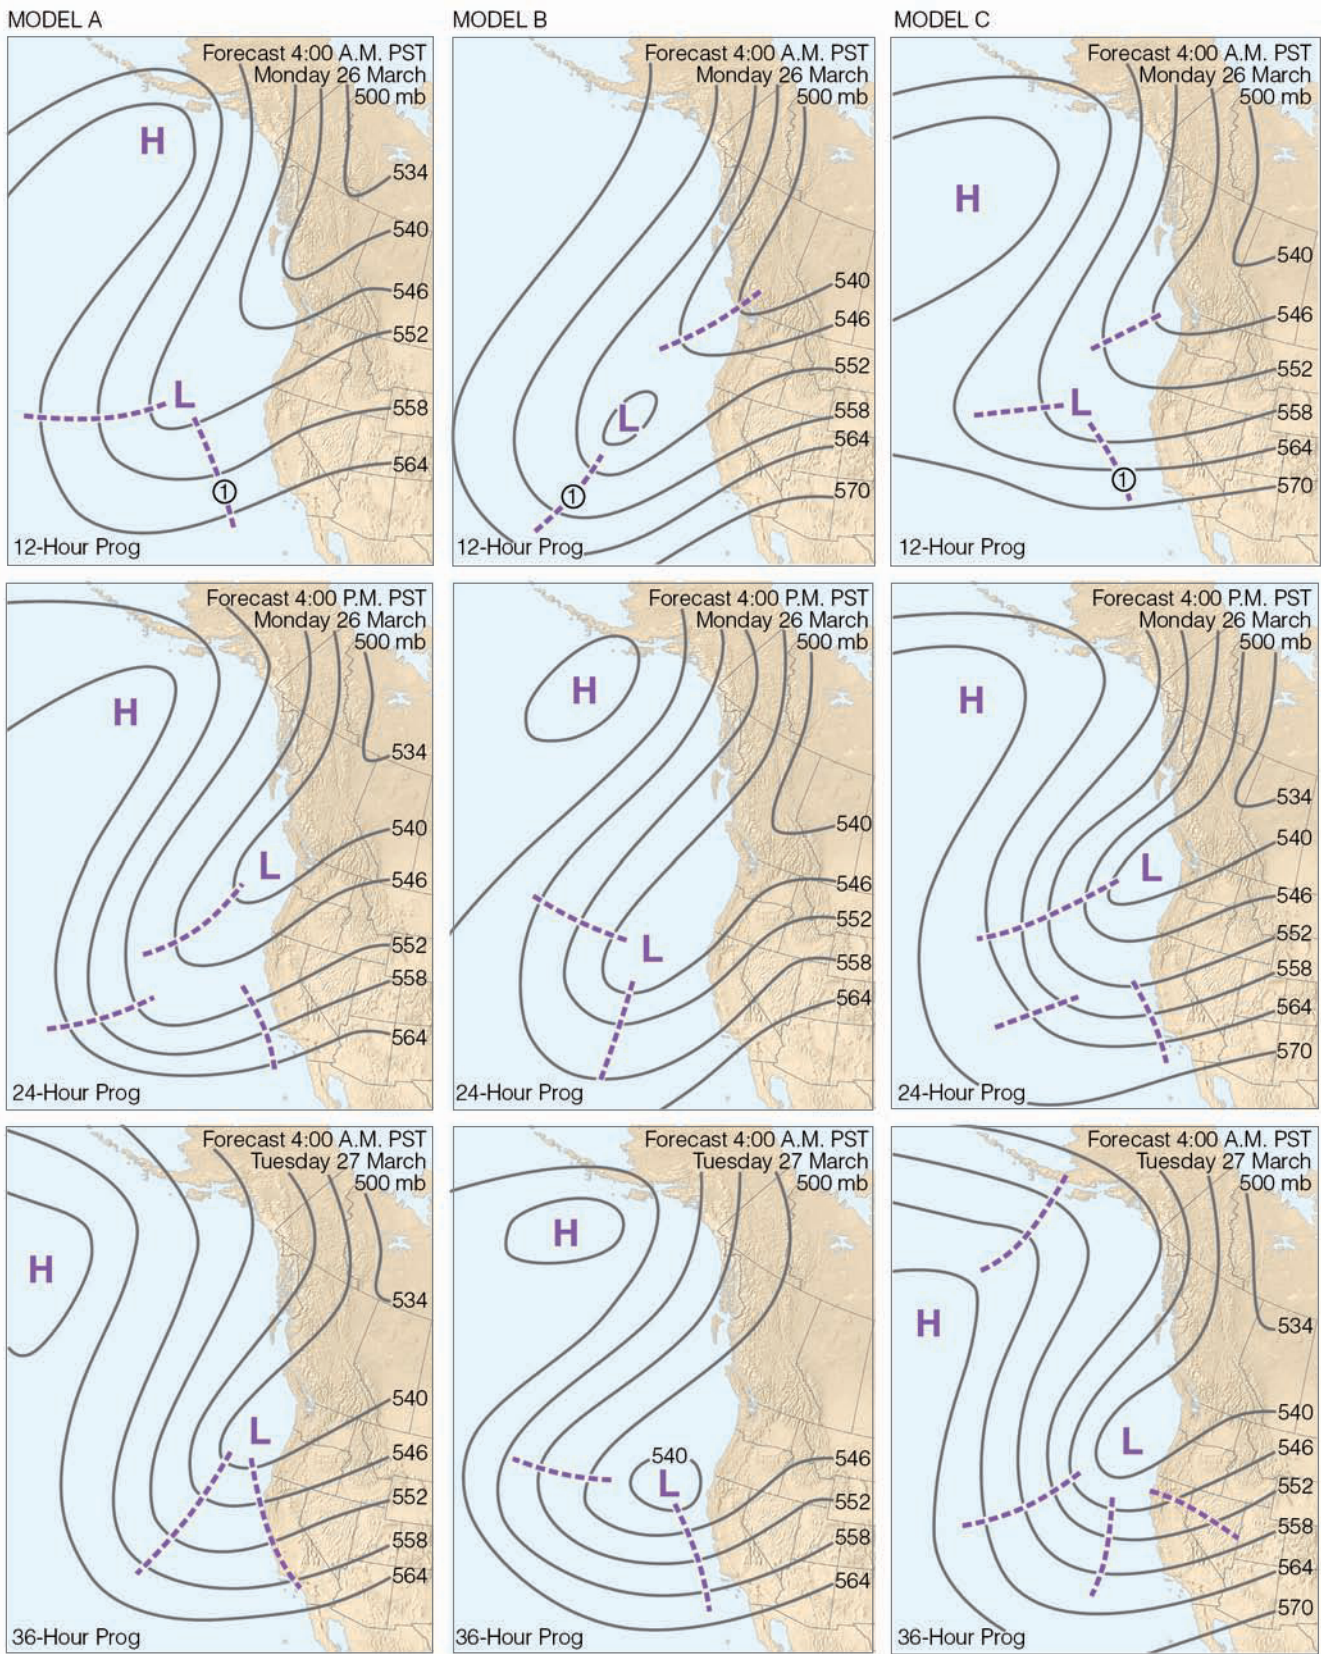 MODEL A
MODEL B
MODEL C
Forecast 4:00 A.M. PST
Monday 26 March
500 mb
H
534
540
546
552
L
558
564
1
12-Hour Prog
Forecast 4:00 A.M. PST
Monday 26 March
500 mb
540
546
552
L
558
564
570
1
12-Hour Prog
Forecast 4:00 A.M. PST
Monday 26 March
500 mb
H
540
546
552
L
558
564
1
570
12-Hour Prog
Forecast 4:00 P.M. PST
Monday 26 March
500 mb
H
534
540
L
546
552
558
564
24-Hour Prog
Forecast 4:00 P.M. PST
Monday 26 March
500 mb
H
540
546
552
L
558
564
24-Hour Prog
Forecast 4:00 P.M. PST
Monday 26 March
500 mb
H
534
540
L
546
552
558
564
570
24-Hour Prog
Forecast 4:00 A.M. PST
Tuesday 27 March
500 mb
H
534
540
L
546
552
558
564
36-Hour Prog
Forecast 4:00 A.M. PST
Tuesday 27 March
500 mb
H
540
546
L
552
558
564
36-Hour Prog
Forecast 4:00 A.M. PST
Tuesday 27 March
500 mb
H
534
540
L
546
552
558
564
570
36-Hour Prog